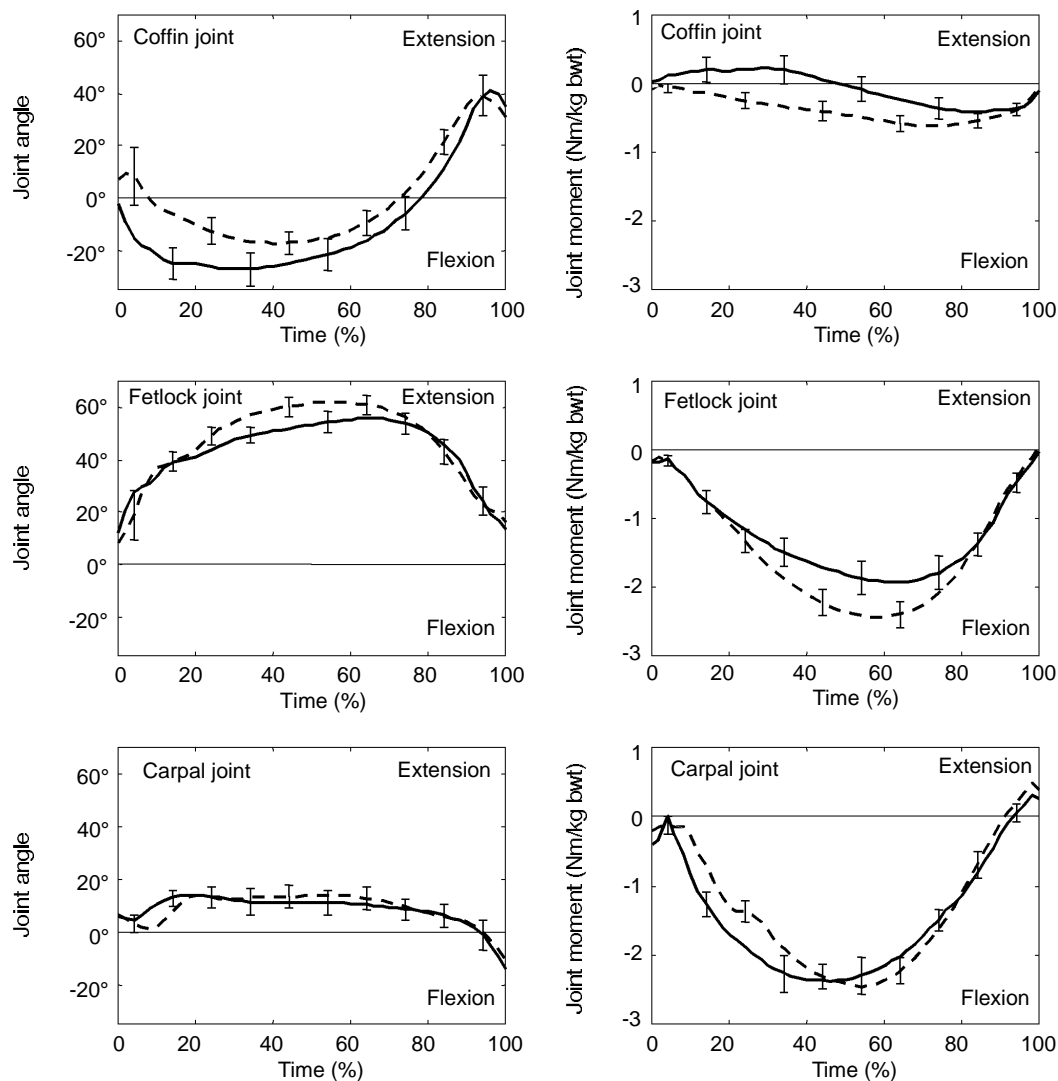 60°
40°
20°
0°
-20°
Joint angle
Coffin joint
Extension
Flexion
0 20 40 60 80 100
Time (%)
1
0
-1
-2
-3
Joint moment (Nm/kg bwt)
Coffin joint
Extension
Flexion
0 20 40 60 80 100
Time (%)
60°
40°
20°
0°
-20°
Joint angle
Fetlock joint
Extension
Flexion
0 20 40 60 80 100
Time (%)
1
0
-1
-2
-3
Joint moment (Nm/kg bwt)
Fetlock joint
Extension
Flexion
0 20 40 60 80 100
Time (%)
60°
40°
20°
0°
-20°
Joint angle
Carpal joint
Extension
Flexion
0 20 40 60 80 100
Time (%)
1
0
-1
-2
-3
Joint moment (Nm/kg bwt)
Carpal joint
Extension
Flexion
0 20 40 60 80 100
Time (%)